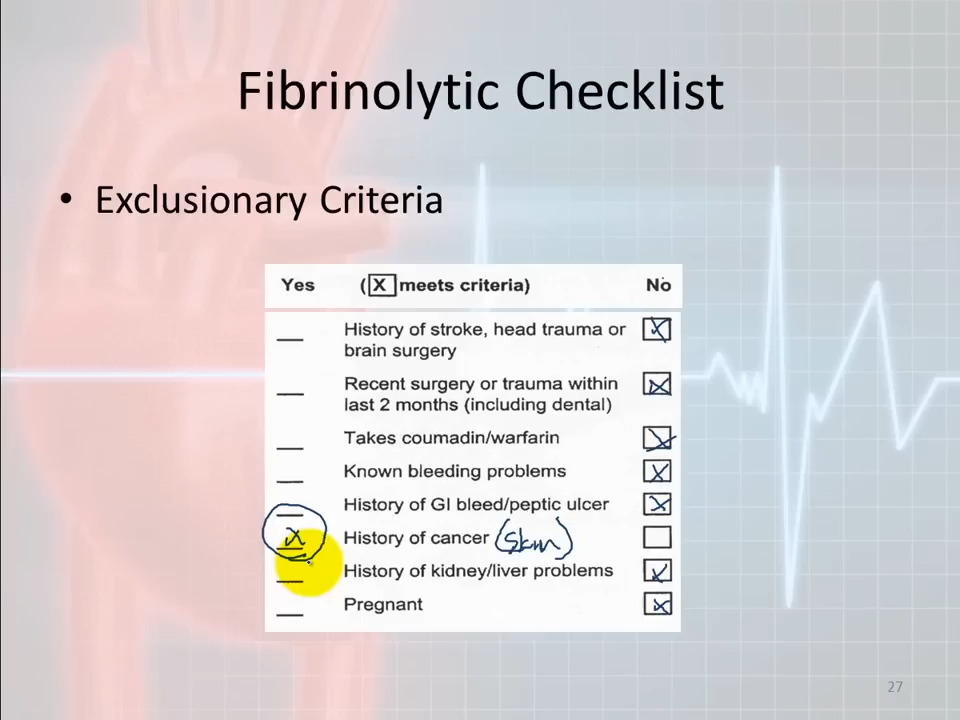 Fibrinolytic Checklist
• Exclusionary Criteria
Yes (X meets criteria) No
History of stroke, head trauma or
brain surgery
X
Recent surgery or trauma within
last 2 months (including dental)
X
Takes coumadin/warfarin X
Known bleeding problems X
History of GI bleed/peptic ulcer X
X History of cancer (skin)
History of kidney/liver problems X
Pregnant X
27